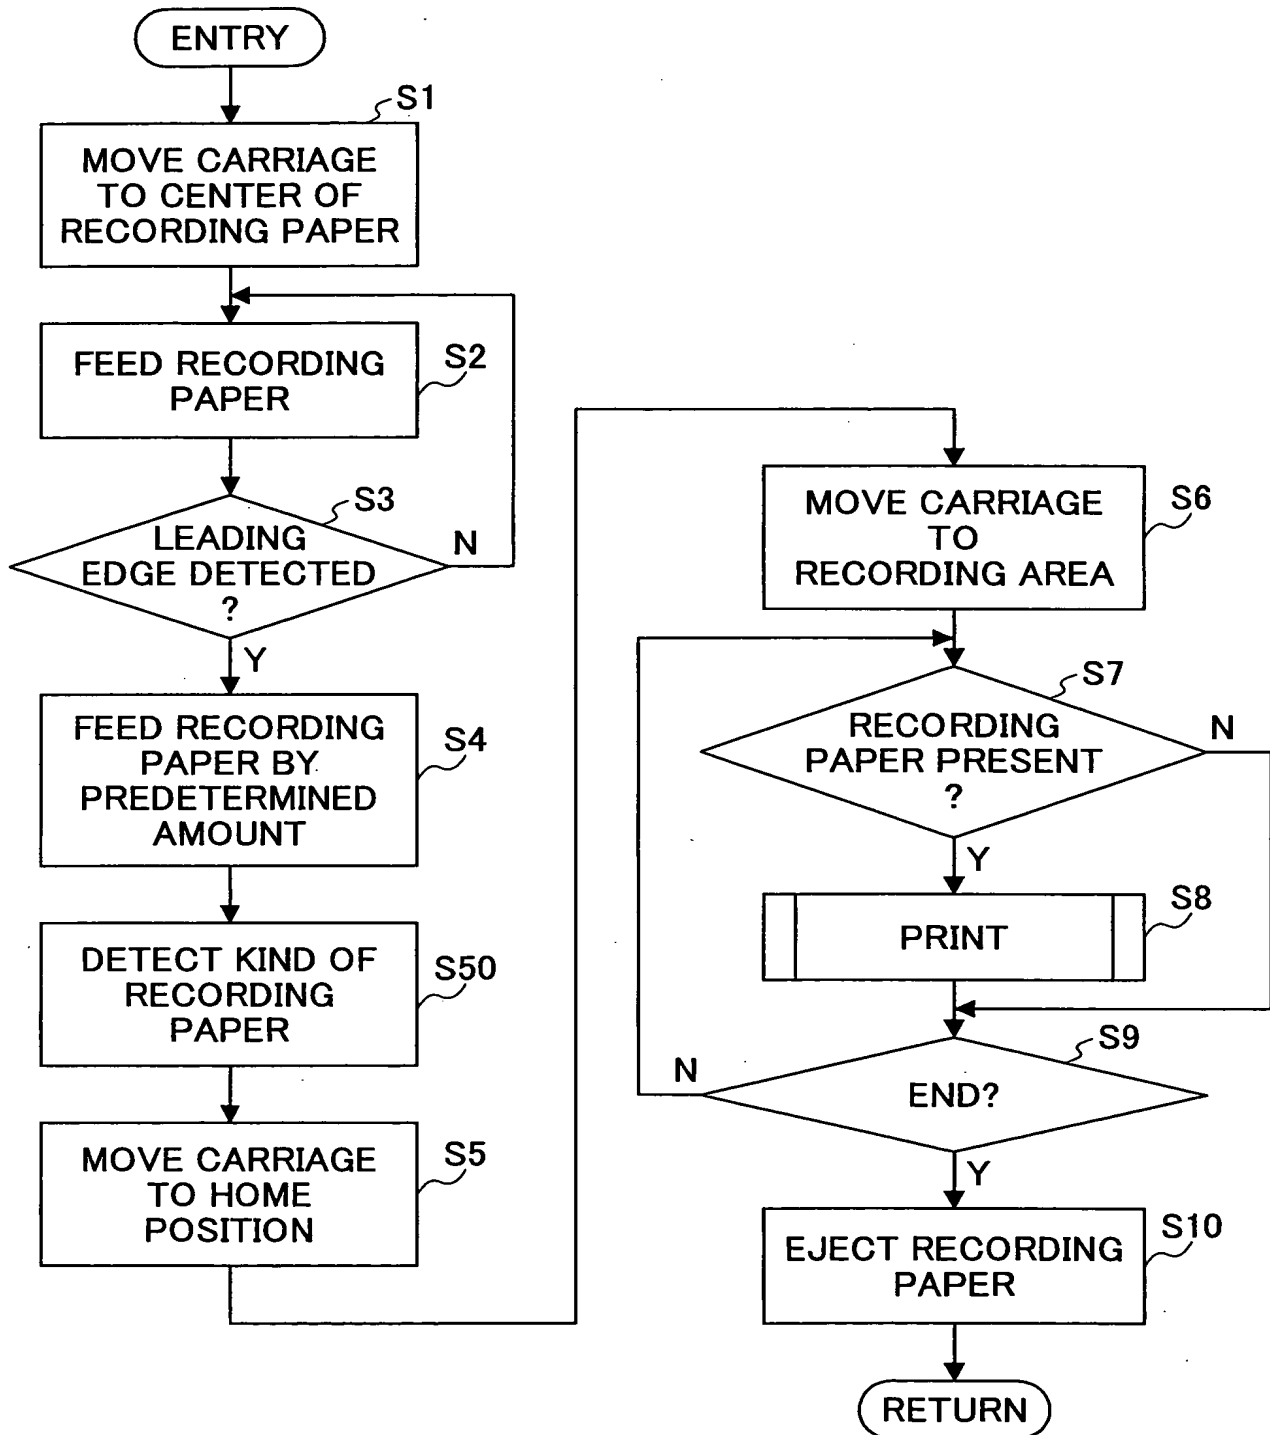 ENTRY
S1
MOVE CARRIAGE
TO CENTER OF
RECORDING PAPER
FEED RECORDING
PAPER
S2
S3
LEADING
EDGE DETECTED
?
N
Y
FEED RECORDING
PAPER BY
PREDETERMINED
AMOUNT
S4
DETECT KIND OF
RECORDING
PAPER
S50
MOVE CARRIAGE
TO HOME
POSITION
S5
MOVE CARRIAGE
TO
RECORDING AREA
S6
S7
RECORDING
PAPER PRESENT
?
N
Y
PRINT
S8
S9
END?
N
Y
EJECT RECORDING
PAPER
S10
RETURN